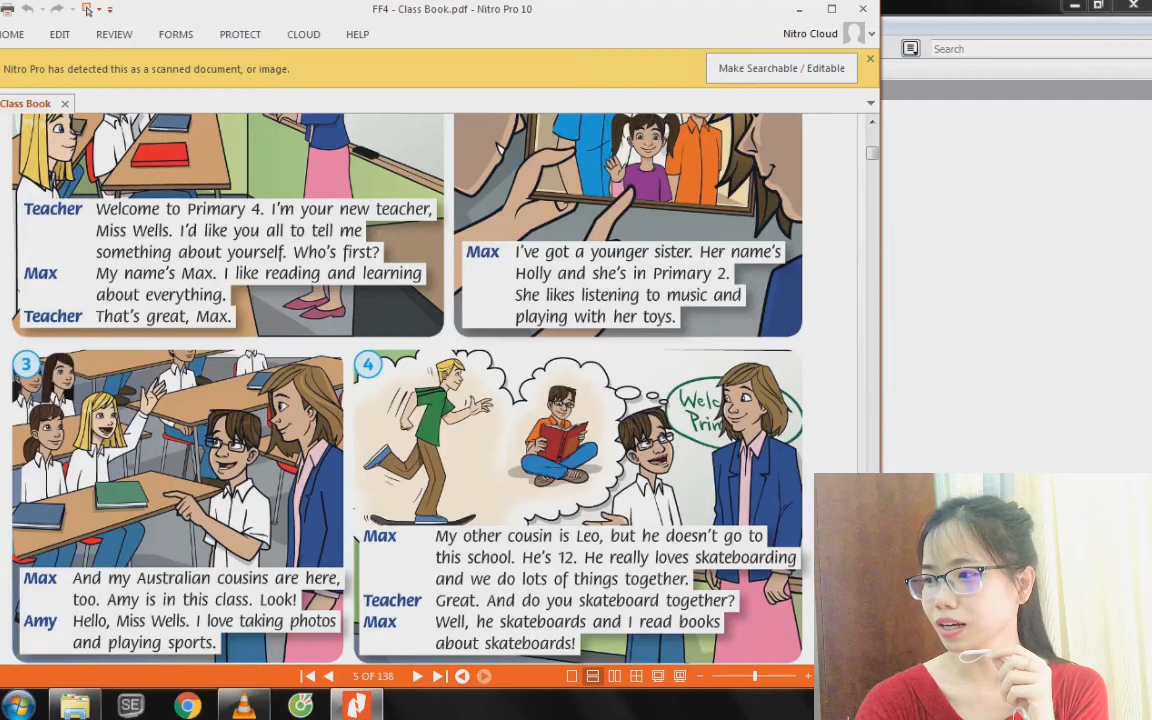 FF4 - Class Book.pdf - Nitro Pro 10
OME EDIT REVIEW FORMS PROTECT CLOUD HELP
Nitro Cloud
Search
Nitro Pro has detected this as a scanned document, or image.
Make Searchable / Editable
Class Book
Teacher Welcome to Primary 4. I'm your new teacher,
Miss Wells. I'd like you all to tell me
something about yourself. Who's first?
Max My name's Max. I like reading and learning
about everything.
Teacher That's great, Max.
Max I've got a younger sister. Her name's
Holly and she's in Primary 2.
She likes listening to music and
playing with her toys.
3
Max And my Australian cousins are here,
too. Amy is in this class. Look!
Amy Hello, Miss Wells. I love taking photos
and playing sports.
4
Welc
Prim
Max My other cousin is Leo, but he doesn't go to
this school. He's 12. He really loves skateboarding
and we do lots of things together.
Teacher Great. And do you skateboard together?
Max Well, he skateboards and I read books
about skateboards!
5 OF 138
SE